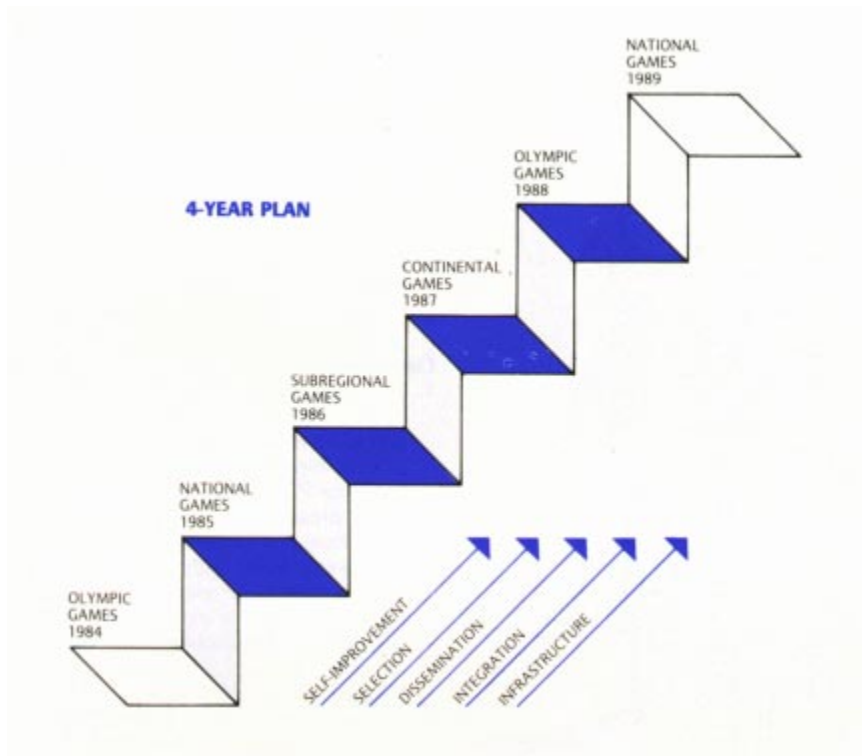 NATIONAL
GAMES
1989
OLYMPIC
GAMES
1988
4-YEAR PLAN
CONTINENTAL
GAMES
1987
SUBREGIONAL
GAMES
1986
NATIONAL
GAMES
1985
OLYMPIC
GAMES
1984
SELF-IMPROVEMENT
SELECTION
DISSEMINATION
INTEGRATION
INFRASTRUCTURE